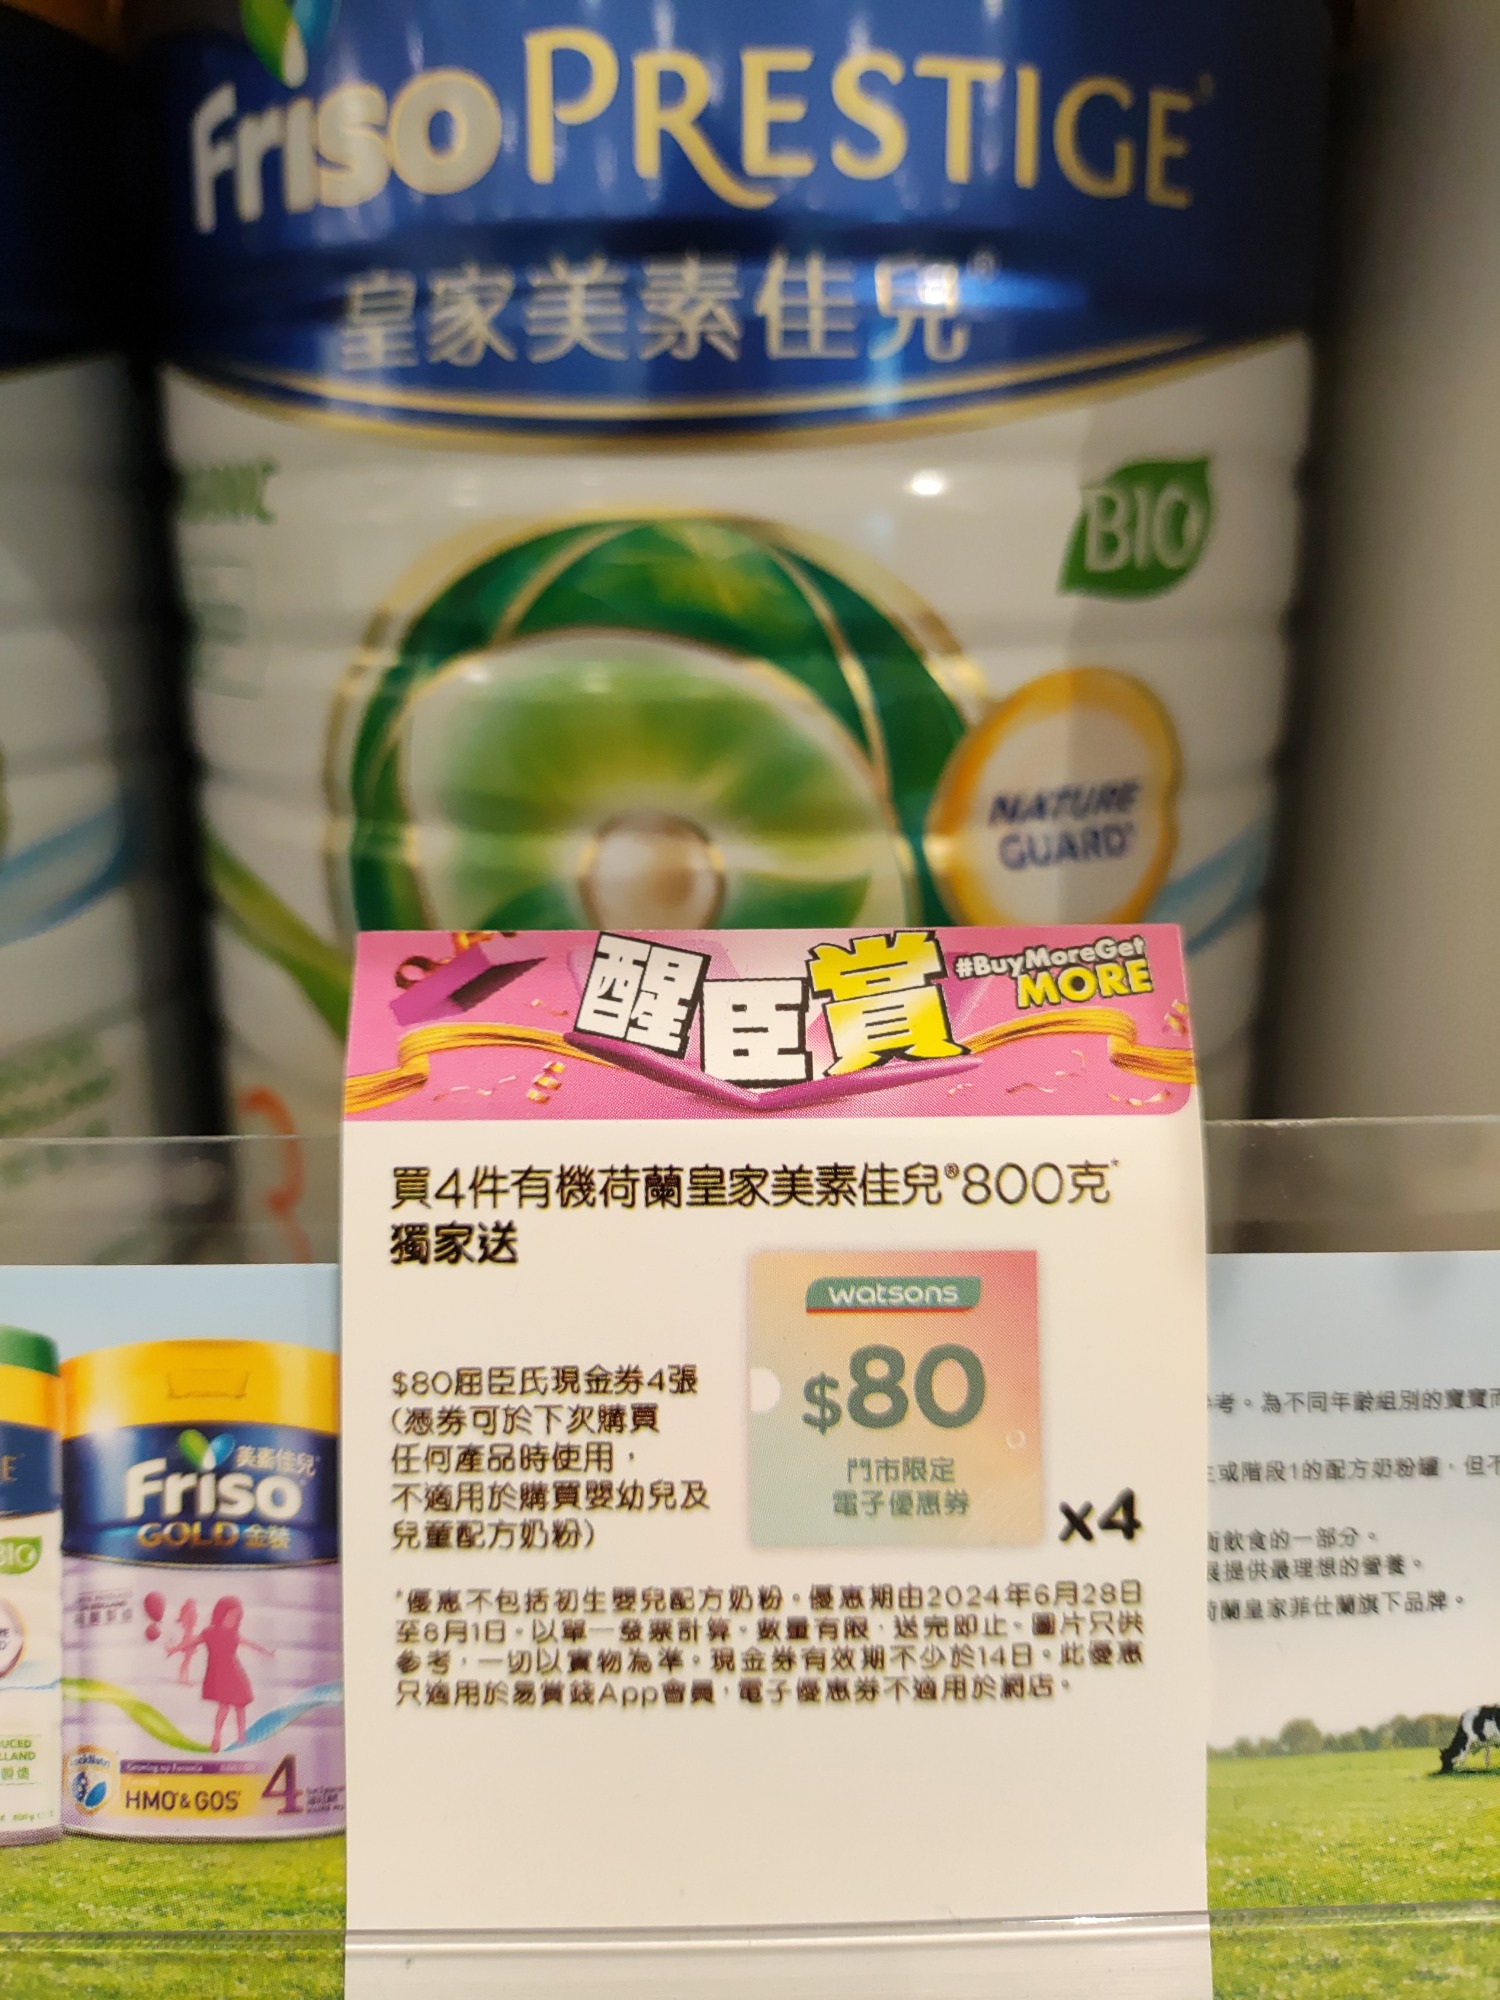 Friso PRESTIGE
皇家美素佳兒®
BIO
NATURE
GUARD
醒臣賞
#BuyMoreGet
MORE
買4件有機荷蘭皇家美素佳兒®800克*
獨家送
$80屈臣氏現金券4張
(憑券可於下次購買
任何產品時使用，
不適用於購買嬰幼兒及
兒童配方奶粉)
watsons
$80
門市限定
電子優惠券
x4
*優惠不包括初生嬰兒配方奶粉。優惠期由2024年6月28日
至8月1日。以單一發票計算。數量有限，送完即止。圖片只供
參考，一切以實物為準。現金券有效期不少於14日。此優惠
只適用於易賞錢App會員，電子優惠券不適用於網店。
美素佳兒
Friso
GOLD 金裝
HMO & GOS
4
BIO
考。為不同年齡組別的寶寶
或階段1的配方奶粉罐，但不
飲食的一部分。
提供最理想的營養。
荷蘭皇家菲仕蘭旗下品牌。